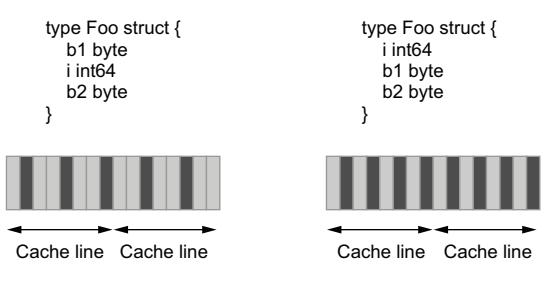 type Foo struct {
b1 byte
i int64
b2 byte
}
Cache line Cache line
type Foo struct {
i int64
b1 byte
b2 byte
}
Cache line Cache line